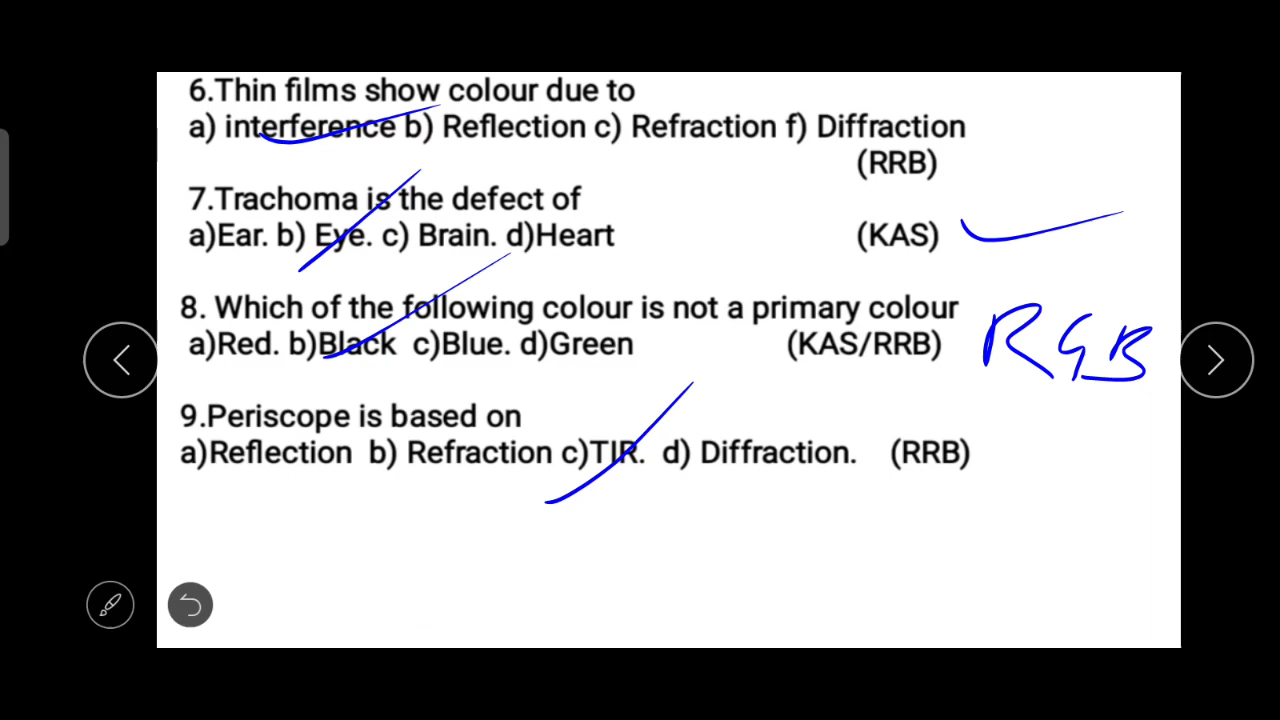 6.Thin films show colour due to
a) interference b) Reflection c) Refraction f) Diffraction
(RRB)
7.Trachoma is the defect of
a)Ear. b) Eye. c) Brain. d)Heart (KAS)
8. Which of the following colour is not a primary colour
a)Red. b)Black c)Blue. d)Green (KAS/RRB) RGB
9.Periscope is based on
a)Reflection b) Refraction c)TIR. d) Diffraction. (RRB)